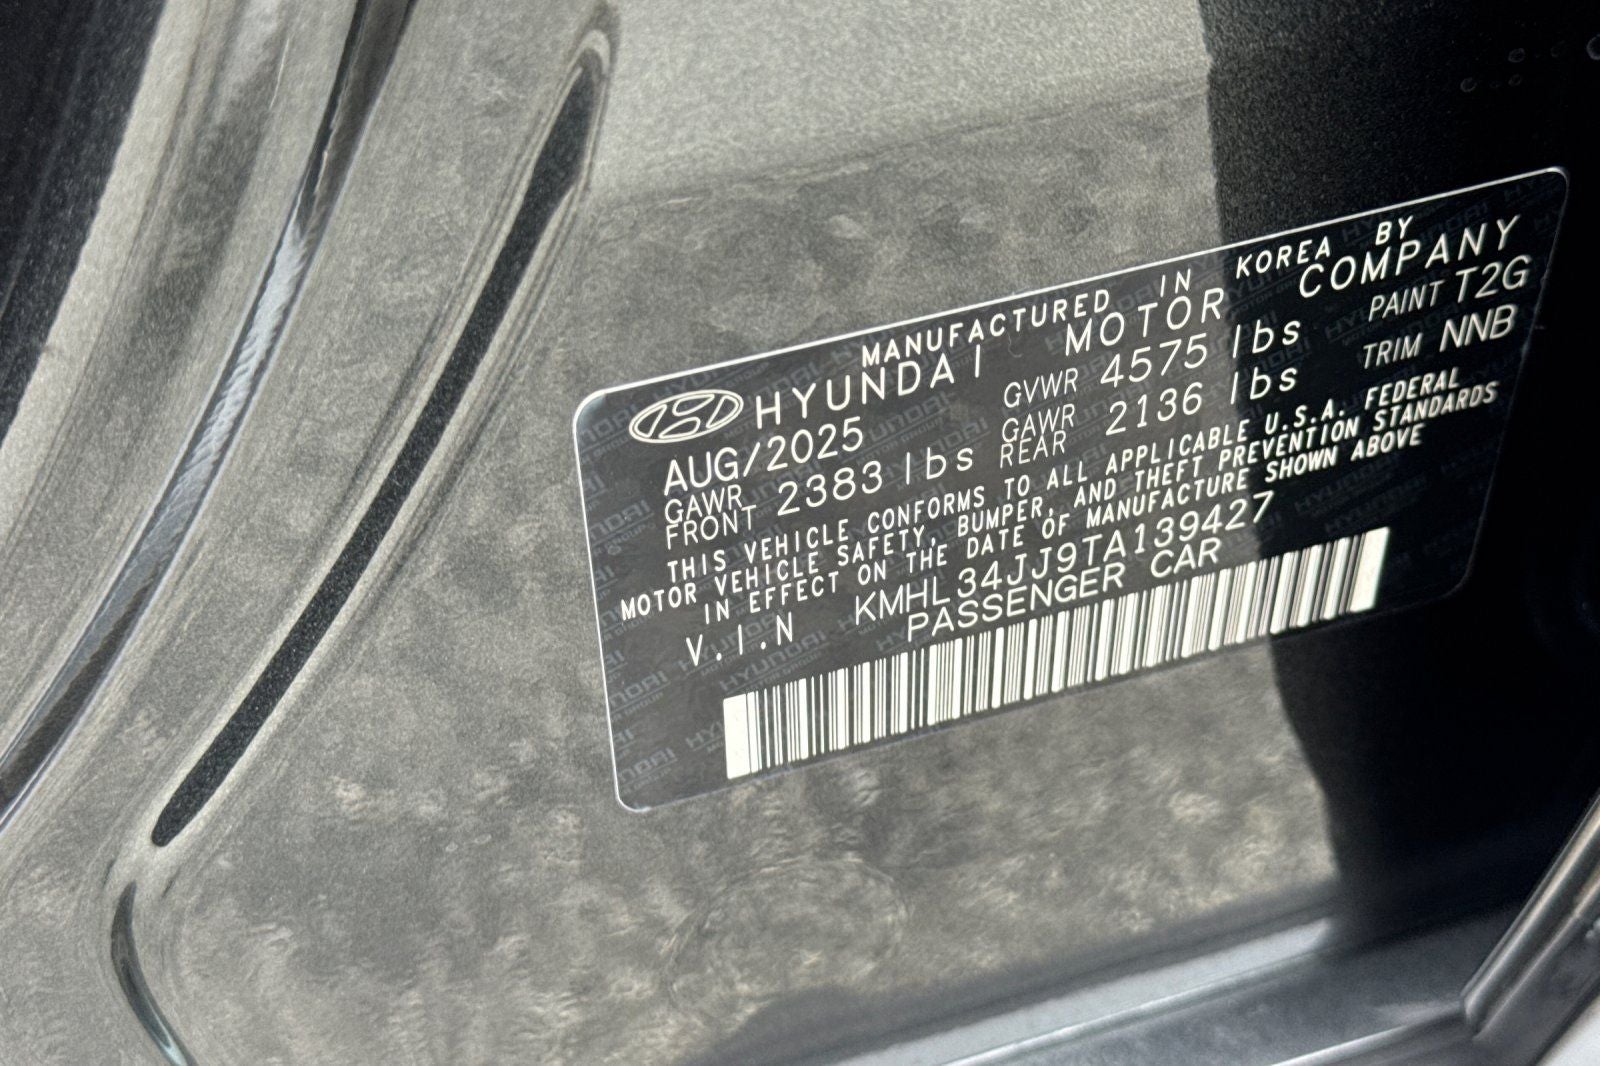 MANUFACTURED IN KOREA BY
HYUNDAI MOTOR COMPANY
AUG/2025 GVWR 4575 lbs PAINT T2G
GAWR FRONT 2383 lbs GAWR REAR 2136 lbs TRIM NNB
THIS VEHICLE CONFORMS TO ALL APPLICABLE U.S.A. FEDERAL
MOTOR VEHICLE SAFETY, BUMPER, AND THEFT PREVENTION STANDARDS
IN EFFECT ON THE DATE OF MANUFACTURE SHOWN ABOVE
V.I.N KMHL34JJ9TA139427
PASSENGER CAR